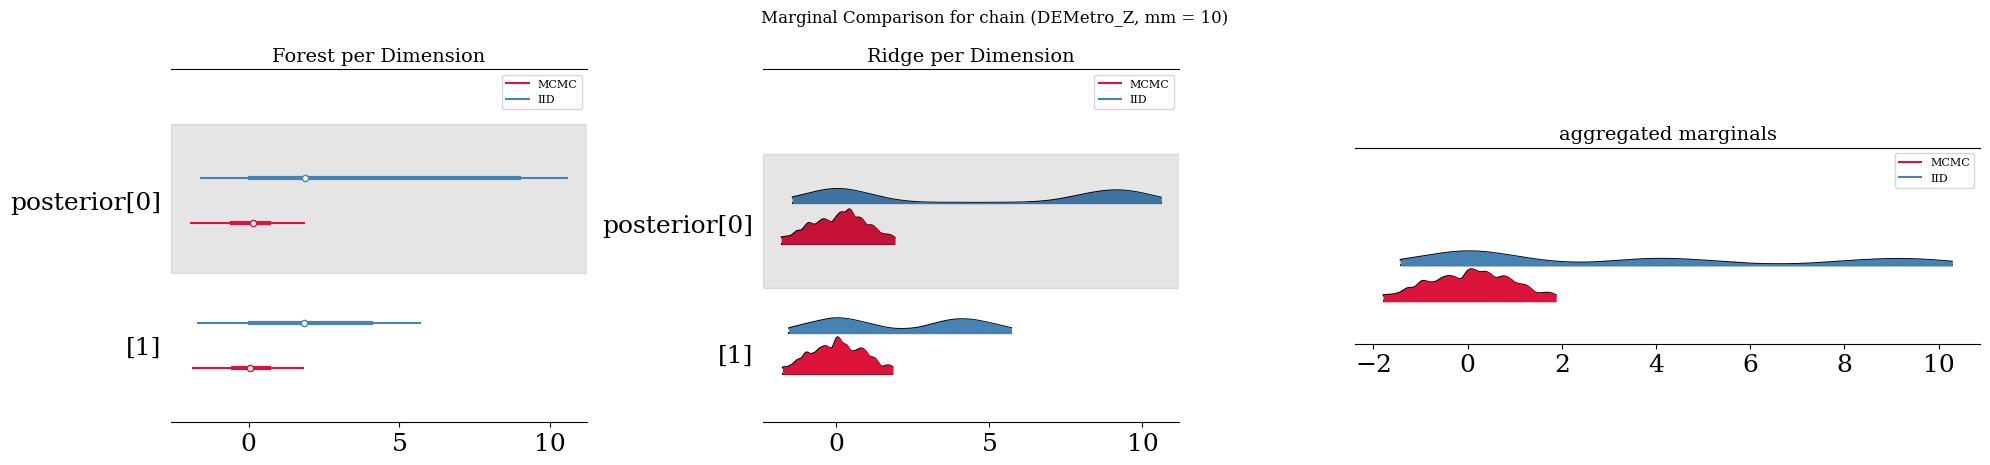 Marginal Comparison for chain (DEMetro_Z, mm = 10)
Forest per Dimension
MCMC
IID
posterior[0]
[1]
0 5 10
Ridge per Dimension
MCMC
IID
posterior[0]
[1]
0 5 10
aggregated marginals
MCMC
IID
−2 0 2 4 6 8 10